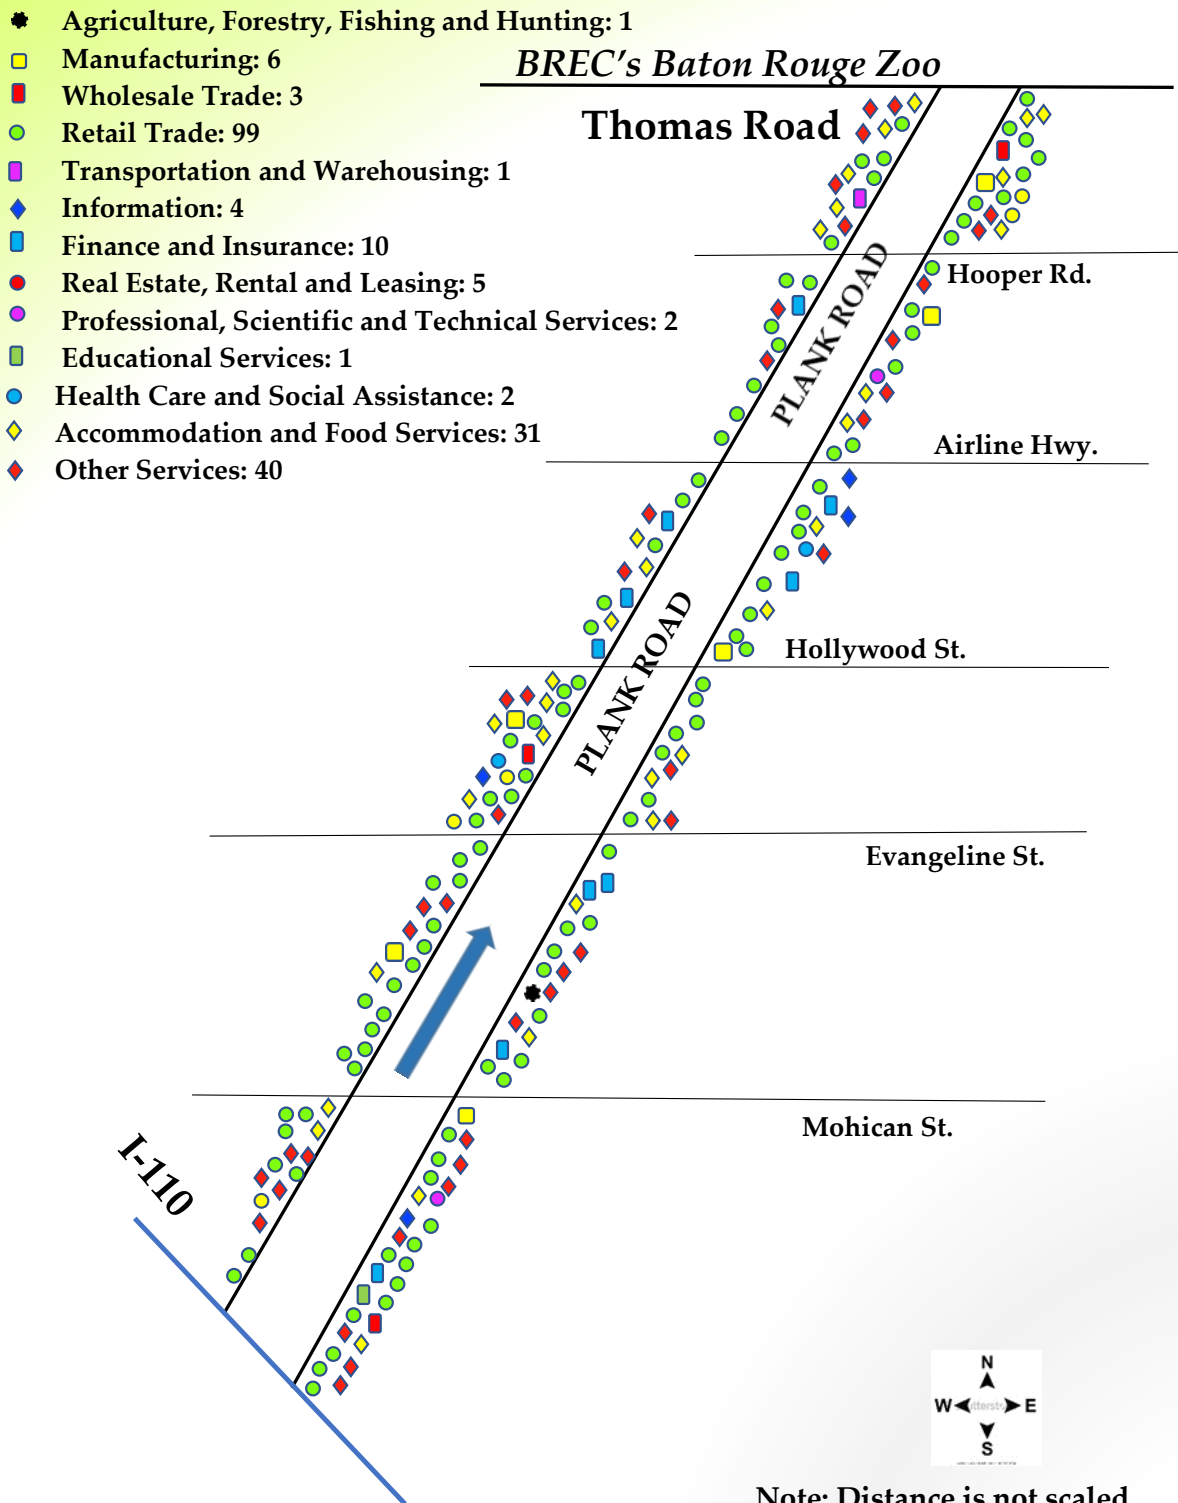 Agriculture, Forestry, Fishing and Hunting: 1
Manufacturing: 6
Wholesale Trade: 3
Retail Trade: 99
Transportation and Warehousing: 1
Information: 4
Finance and Insurance: 10
Real Estate, Rental and Leasing: 5
Professional, Scientific and Technical Services: 2
Educational Services: 1
Health Care and Social Assistance: 2
Accommodation and Food Services: 31
Other Services: 40
BREC's Baton Rouge Zoo
Thomas Road
Hooper Rd.
PLANK ROAD
Airline Hwy.
PLANK ROAD
Hollywood St.
Evangeline St.
Mohican St.
I-110
N
W E
S
Note: Distance is not scaled